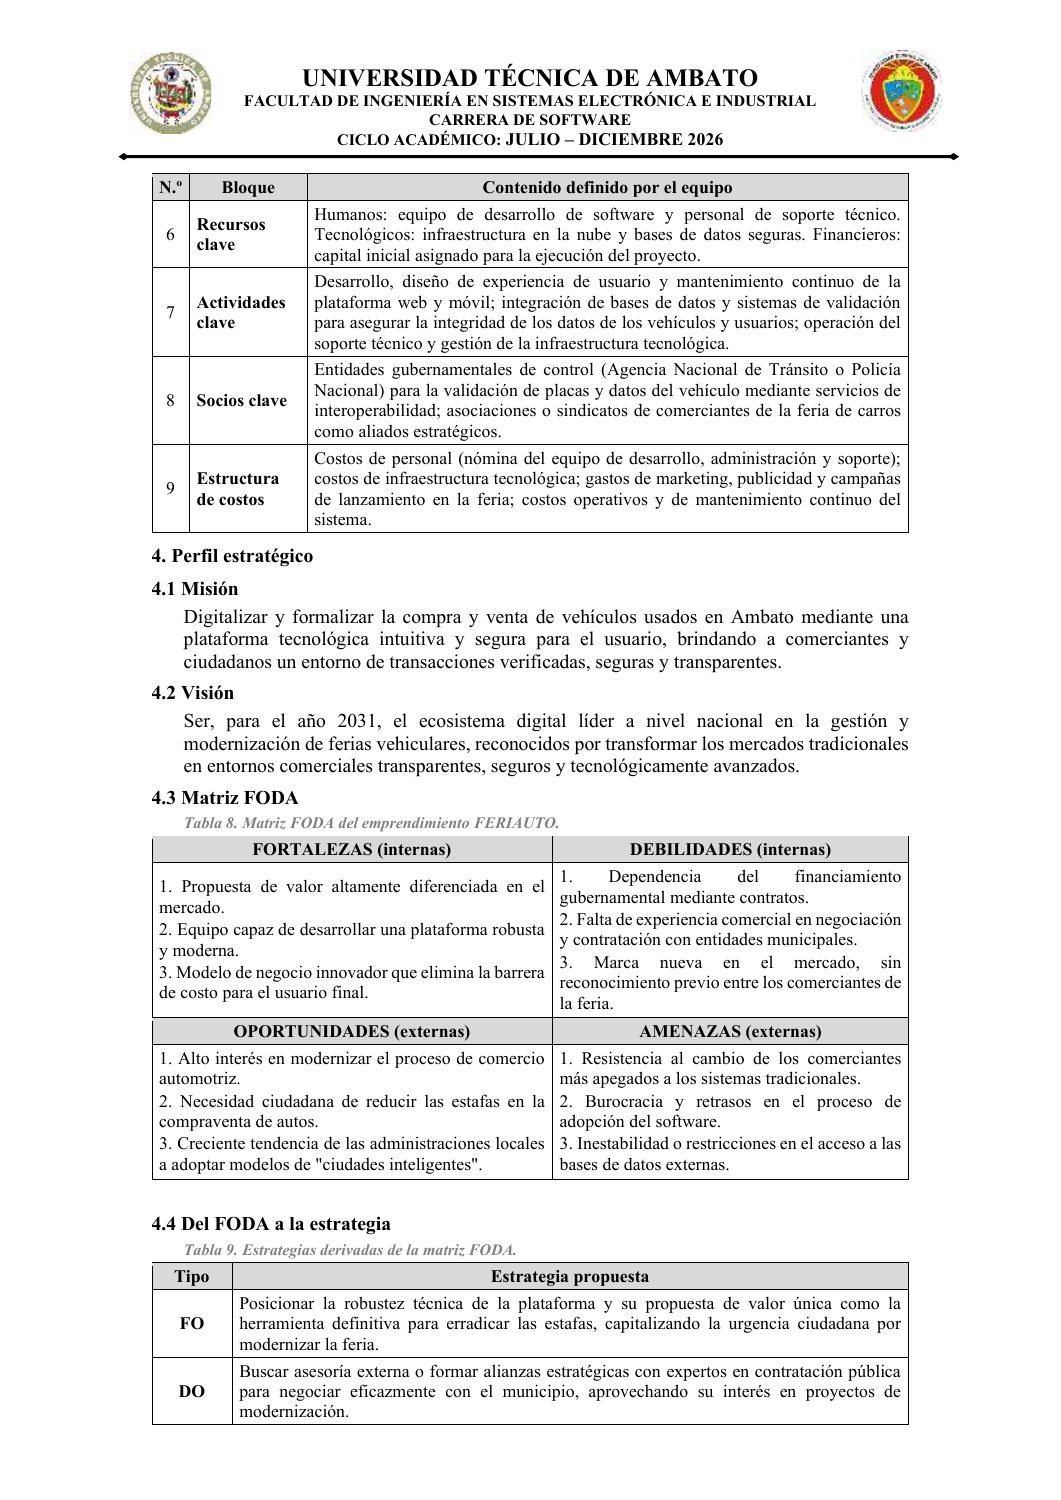 UNIVERSIDAD TÉCNICA DE AMBATO
FACULTAD DE INGENIERÍA EN SISTEMAS ELECTRÓNICA E INDUSTRIAL
CARRERA DE SOFTWARE
CICLO ACADÉMICO: JULIO – DICIEMBRE 2026
N.º Bloque Contenido definido por el equipo
6 Recursos clave
Humanos: equipo de desarrollo de software y personal de soporte técnico.
Tecnológicos: infraestructura en la nube y bases de datos seguras. Financieros:
capital inicial asignado para la ejecución del proyecto.
7 Actividades clave
Desarrollo, diseño de experiencia de usuario y mantenimiento continuo de la
plataforma web y móvil; integración de bases de datos y sistemas de validación
para asegurar la integridad de los datos de los vehículos y usuarios; operación del
soporte técnico y gestión de la infraestructura tecnológica.
8 Socios clave
Entidades gubernamentales de control (Agencia Nacional de Tránsito o Policía
Nacional) para la validación de placas y datos del vehículo mediante servicios de
interoperabilidad; asociaciones o sindicatos de comerciantes de la feria de carros
como aliados estratégicos.
9 Estructura de costos
Costos de personal (nómina del equipo de desarrollo, administración y soporte);
costos de infraestructura tecnológica; gastos de marketing, publicidad y campañas
de lanzamiento en la feria; costos operativos y de mantenimiento continuo del
sistema.
4. Perfil estratégico
4.1 Misión
Digitalizar y formalizar la compra y venta de vehículos usados en Ambato mediante una
plataforma tecnológica intuitiva y segura para el usuario, brindando a comerciantes y
ciudadanos un entorno de transacciones verificadas, seguras y transparentes.
4.2 Visión
Ser, para el año 2031, el ecosistema digital líder a nivel nacional en la gestión y
modernización de ferias vehiculares, reconocidos por transformar los mercados tradicionales
en entornos comerciales transparentes, seguros y tecnológicamente avanzados.
4.3 Matriz FODA
Tabla 8. Matriz FODA del emprendimiento FERIAUTO.
FORTALEZAS (internas)
1. Propuesta de valor altamente diferenciada en el
mercado.
2. Equipo capaz de desarrollar una plataforma robusta
y moderna.
3. Modelo de negocio innovador que elimina la barrera
de costo para el usuario final.
DEBILIDADES (internas)
1. Dependencia del financiamiento
gubernamental mediante contratos.
2. Falta de experiencia comercial en negociación
y contratación con entidades municipales.
3. Marca nueva en el mercado, sin
reconocimiento previo entre los comerciantes de
la feria.
OPORTUNIDADES (externas)
1. Alto interés en modernizar el proceso de comercio
automotriz.
2. Necesidad ciudadana de reducir las estafas en la
compraventa de autos.
3. Creciente tendencia de las administraciones locales
a adoptar modelos de "ciudades inteligentes".
AMENAZAS (externas)
1. Resistencia al cambio de los comerciantes
más apegados a los sistemas tradicionales.
2. Burocracia y retrasos en el proceso de
adopción del software.
3. Inestabilidad o restricciones en el acceso a las
bases de datos externas.
4.4 Del FODA a la estrategia
Tabla 9. Estrategias derivadas de la matriz FODA.
Tipo Estrategia propuesta
FO
Posicionar la robustez técnica de la plataforma y su propuesta de valor única como la
herramienta definitiva para erradicar las estafas, capitalizando la urgencia ciudadana por
modernizar la feria.
DO
Buscar asesoría externa o formar alianzas estratégicas con expertos en contratación pública
para negociar eficazmente con el municipio, aprovechando su interés en proyectos de
modernización.